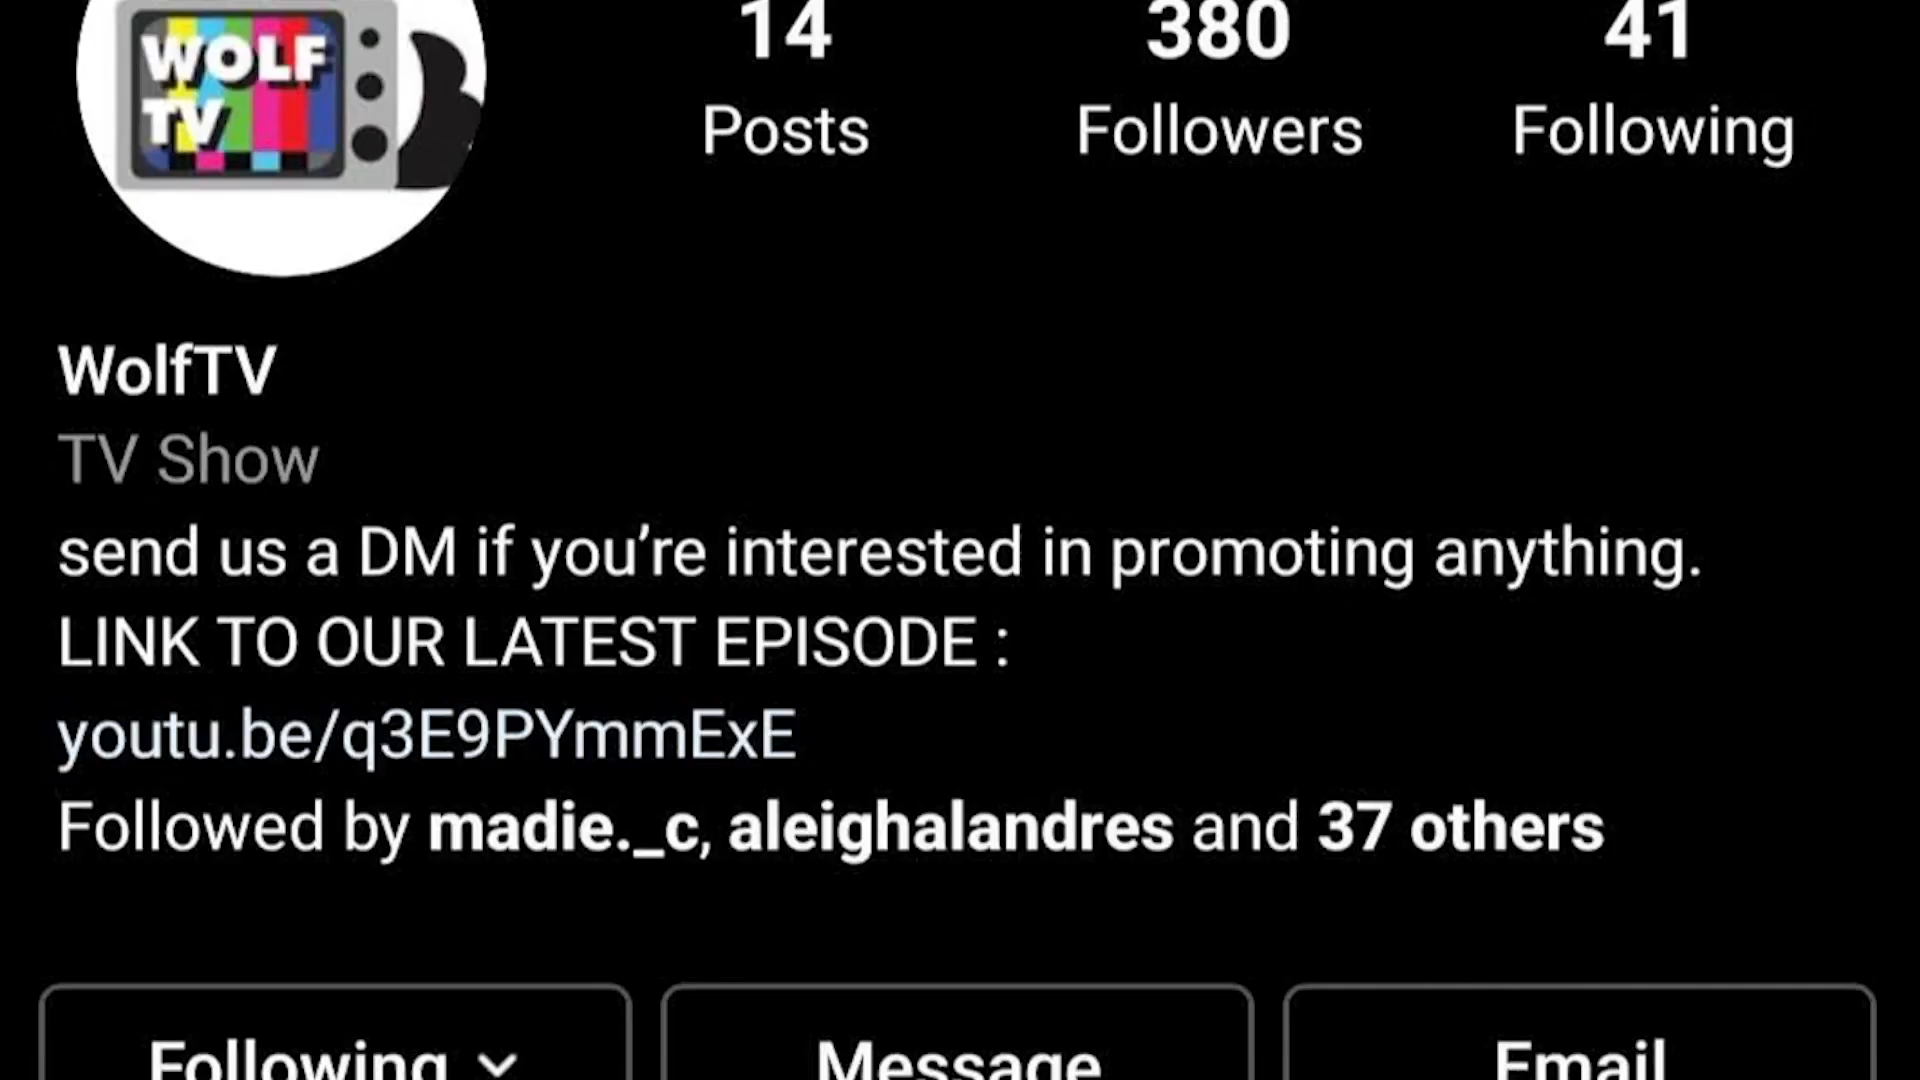 WOLF
TV
14 380 41
Posts Followers Following
WolfTV
TV Show
send us a DM if you’re interested in promoting anything.
LINK TO OUR LATEST EPISODE :
youtu.be/q3E9PYmmExE
Followed by madie._c, aleighalandres and 37 others
Following Message Email